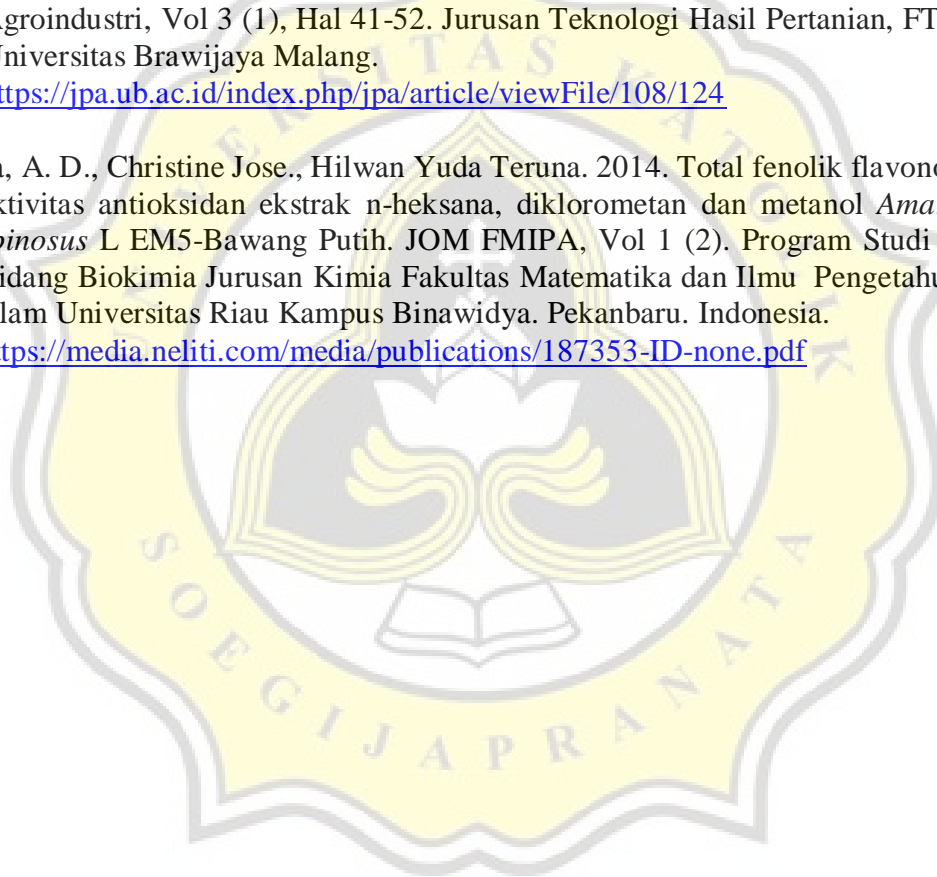 Agroindustri, Vol 3 (1), Hal 41-52. Jurusan Teknologi Hasil Pertanian, FT
Universitas Brawijaya Malang.
ttps://jpa.ub.ac.id/index.php/jpa/article/viewFile/108/124
a, A. D., Christine Jose., Hilwan Yuda Teruna. 2014. Total fenolik flavono
ktivitas antioksidan ekstrak n-heksana, diklorometan dan metanol Ama
pinosus L EM5-Bawang Putih. JOM FMIPA, Vol 1 (2). Program Studi
idang Biokimia Jurusan Kimia Fakultas Matematika dan Ilmu Pengetahu
lam Universitas Riau Kampus Binawidya. Pekanbaru. Indonesia.
ttps://media.neliti.com/media/publications/187353-ID-none.pdf
UNIVERSITAS KATOLIK
SOEGIJAPRANATA